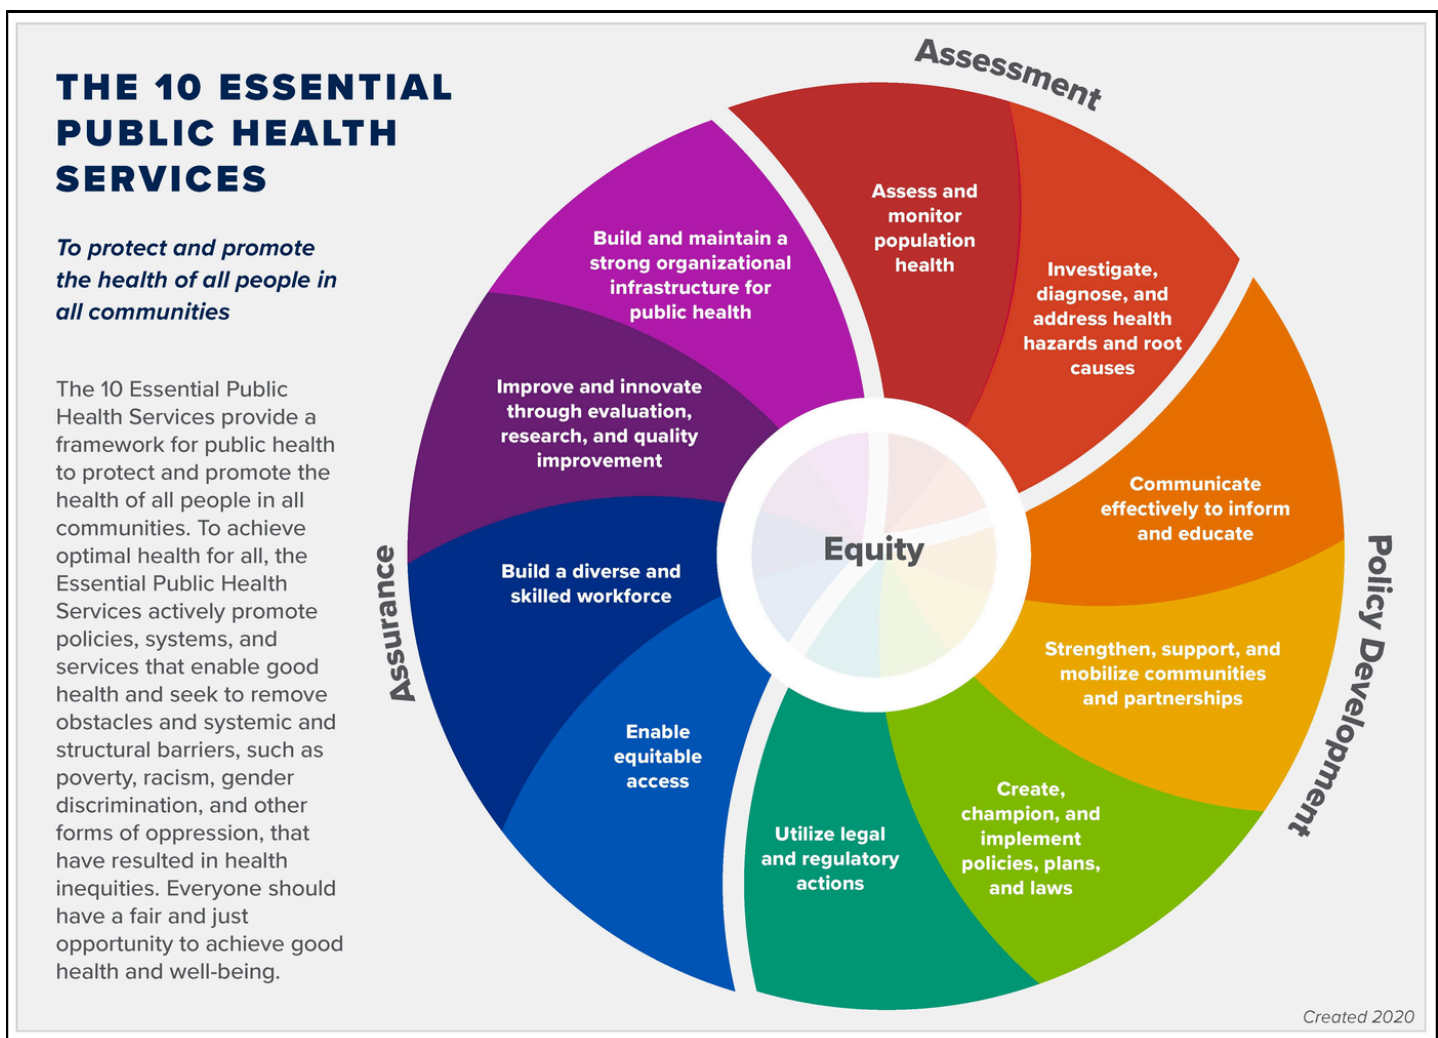 THE 10 ESSENTIAL
PUBLIC HEALTH
SERVICES
To protect and promote
the health of all people in
all communities
The 10 Essential Public
Health Services provide a
framework for public health
to protect and promote the
health of all people in all
communities. To achieve
optimal health for all, the
Essential Public Health
Services actively promote
policies, systems, and
services that enable good
health and seek to remove
obstacles and systemic and
structural barriers, such as
poverty, racism, gender
discrimination, and other
forms of oppression, that
have resulted in health
inequities. Everyone should
have a fair and just
opportunity to achieve good
health and well-being.
Assessment
Assess and
monitor
population
health
Investigate,
diagnose, and
address health
hazards and root
causes
Policy Development
Communicate
effectively to inform
and educate
Strengthen, support, and
mobilize communities
and partnerships
Create,
champion, and
implement
policies, plans,
and laws
Utilize legal
and regulatory
actions
Assurance
Enable
equitable
access
Build a diverse and
skilled workforce
Improve and innovate
through evaluation,
research, and quality
improvement
Build and maintain a
strong organizational
infrastructure for
public health
Equity
Created 2020